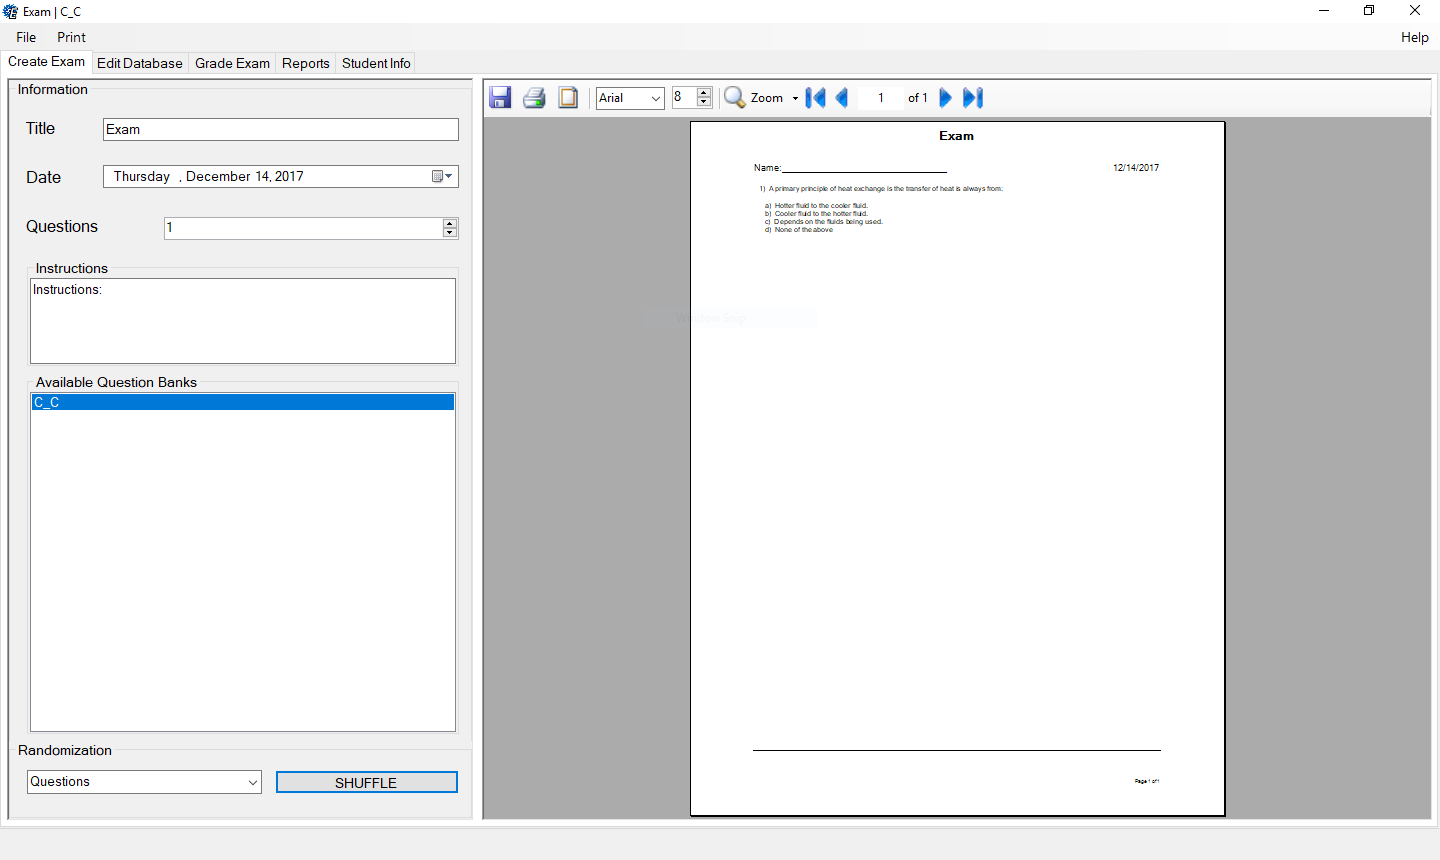 Exam | C_C
File Print Help
Create Exam Edit Database Grade Exam Reports Student Info
Information
Title Exam
Date Thursday , December 14, 2017
Questions 1
Instructions
Instructions:
Available Question Banks
C_C
Randomization
Questions SHUFFLE
Arial 8 Zoom 1 of 1
Exam
Name: 12/14/2017
1) A primary principle of heat exchange is the transfer of heat is always from:
a) Hotter fluid to the cooler fluid.
b) Cooler fluid to the hotter fluid.
c) Depends on the fluids being used.
d) None of the above
Window Snip
Page 1 of 1